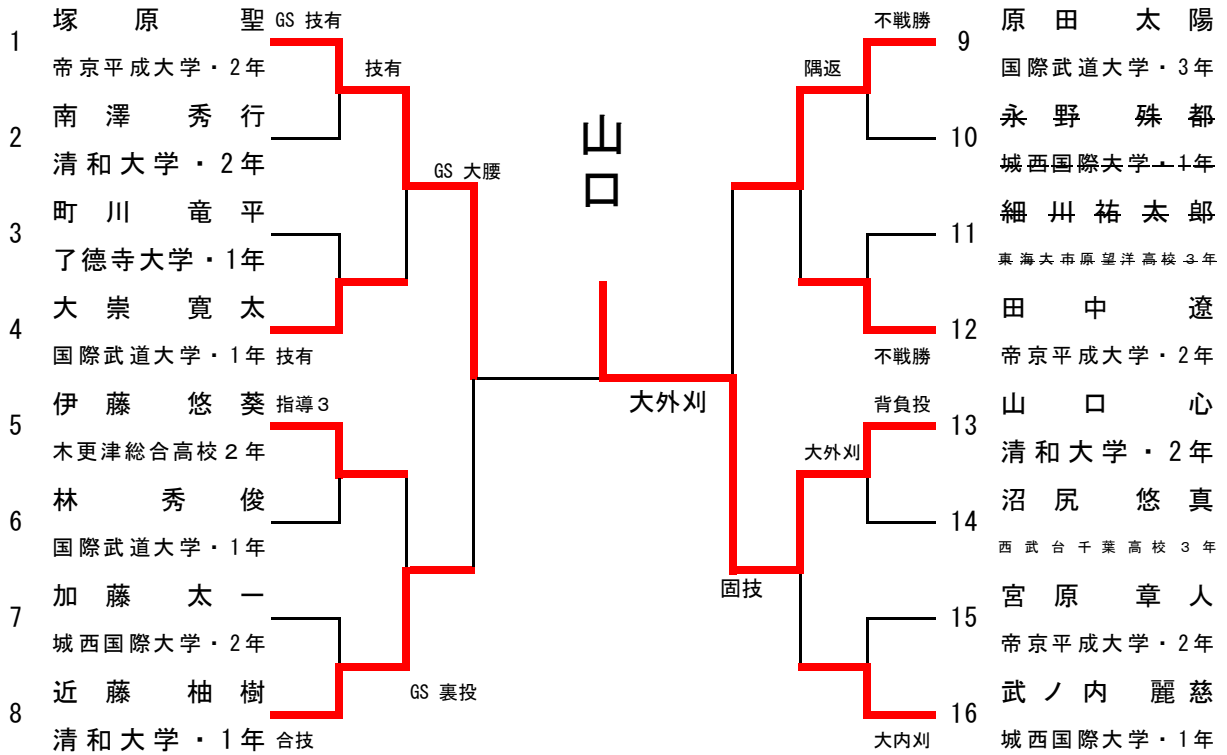 塚原聖 GS 技有
1
帝京平成大学・2年 技有
南澤秀行
2
清和大学・2年 GS 大腰
町川竜平
3
了德寺大学・1年
大崇寛太
4
国際武道大学・1年 技有
伊藤悠葵 指導３
5
木更津総合高校２年
林秀俊
6
国際武道大学・1年
加藤太一
7
城西国際大学・2年
近藤柚樹 GS 裏投
8
清和大学・1年 合技
山口
大外刈
不戦勝 原田太陽
9
隅返 国際武道大学・3年
永野殊都
10
城西国際大学・1年
細川祐太郎
11
東海大市原望洋高校３年
田中遼
12
不戦勝 帝京平成大学・2年
背負投 山口心
13
大外刈 清和大学・2年
沼尻悠真
14
西武台千葉高校３年
固技 宮原章人
15
帝京平成大学・2年
武ノ内麗慈
16
大内刈 城西国際大学・1年